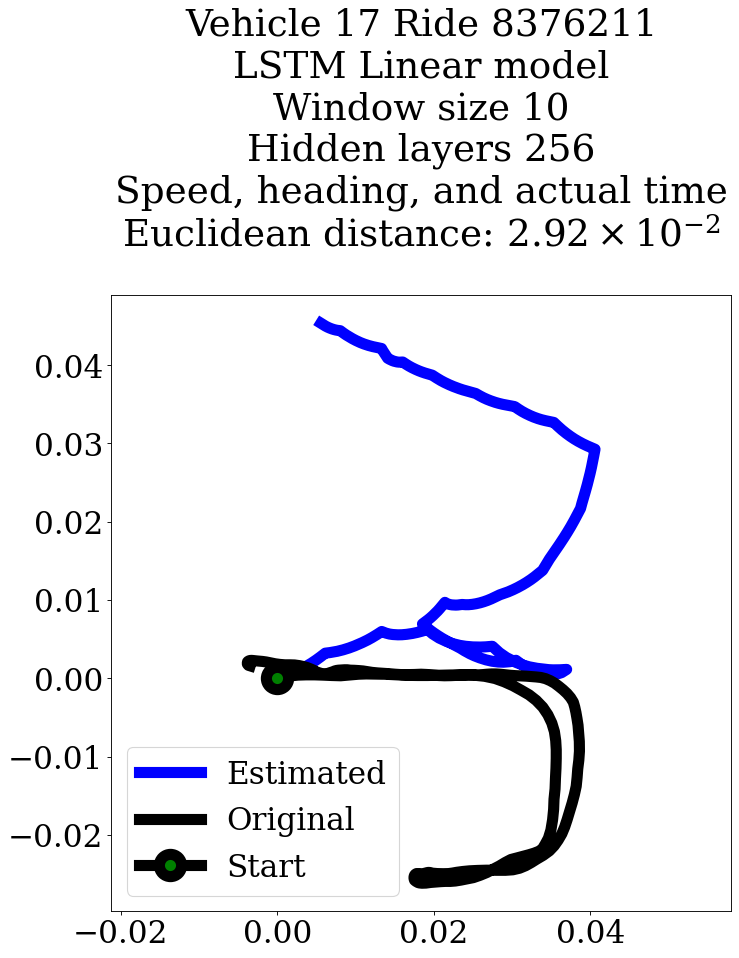 Vehicle 17 Ride 8376211
LSTM Linear model
Window size 10
Hidden layers 256
Speed, heading, and actual time
Euclidean distance: 2.92 × 10⁻²
0.04
0.03
0.02
0.01
0.00
−0.01
−0.02
Estimated
Original
Start
−0.02 0.00 0.02 0.04